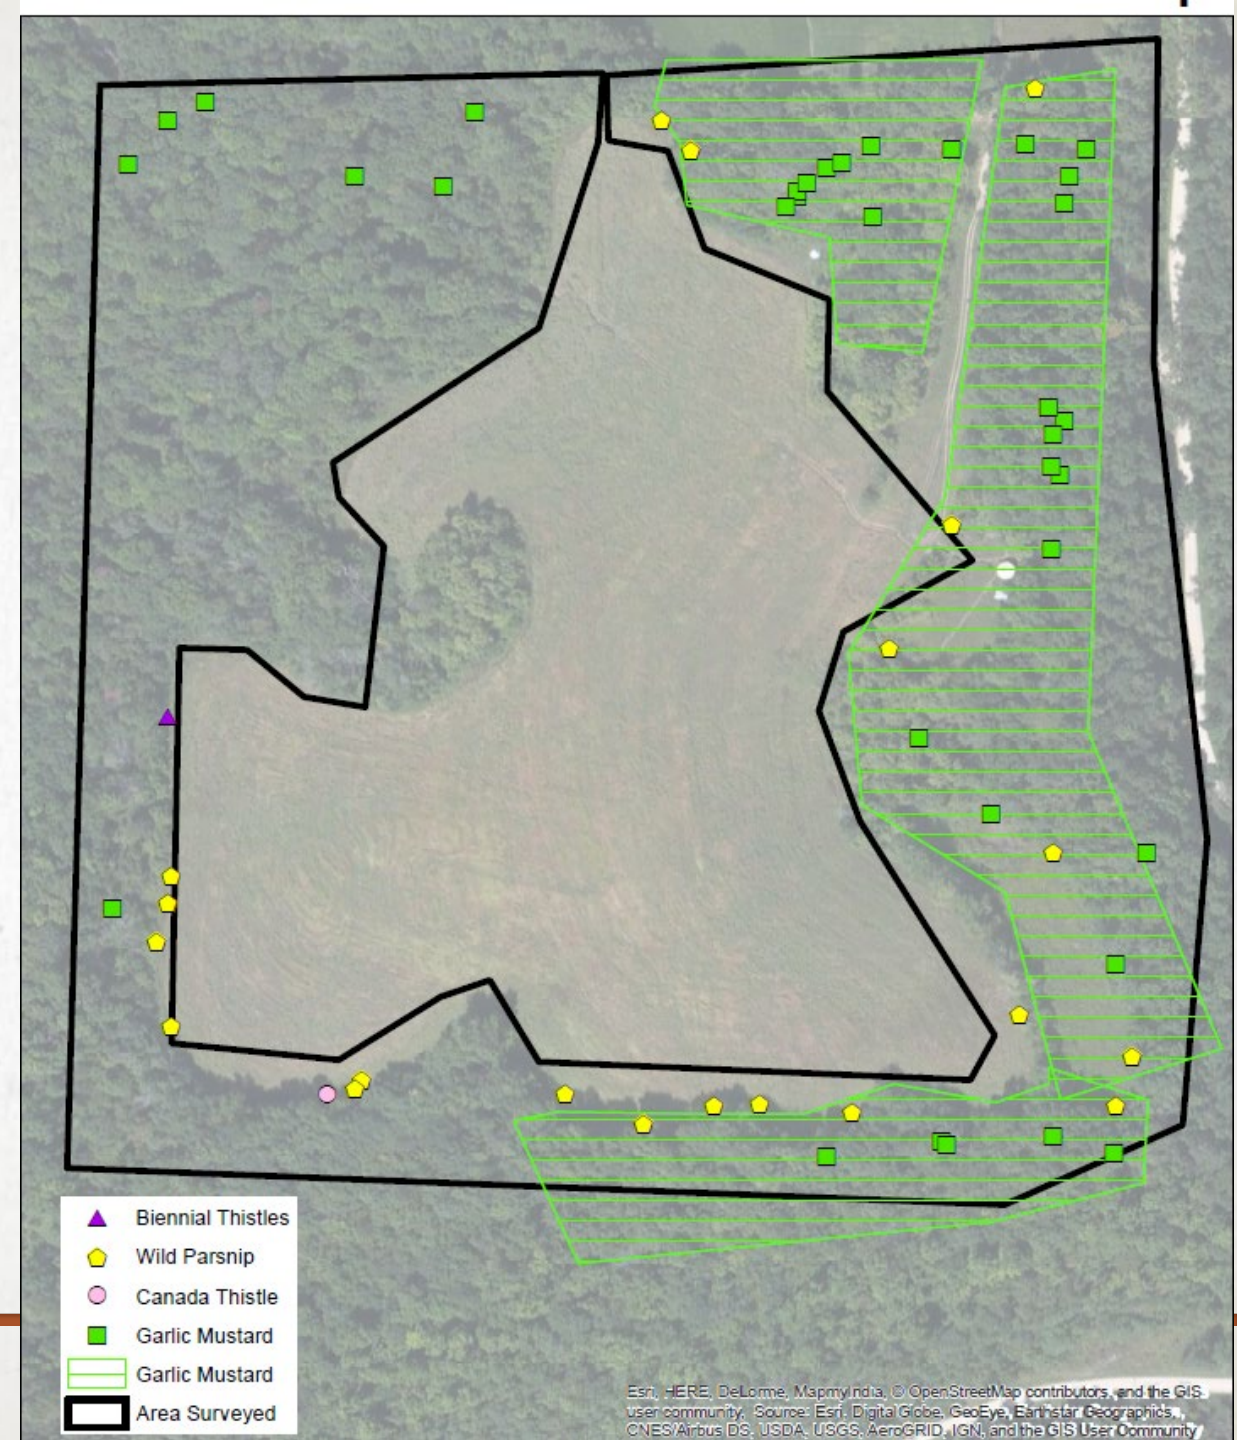 Biennial Thistles
Wild Parsnip
Canada Thistle
Garlic Mustard
Garlic Mustard
Area Surveyed
Esri, HERE, DeLorme, MapmyIndia, © OpenStreetMap contributors, and the GIS
user community, Source: Esri, DigitalGlobe, GeoEye, Earthstar Geographics,
CNES/Airbus DS, USDA, USGS, AeroGRID, IGN, and the GIS User Community